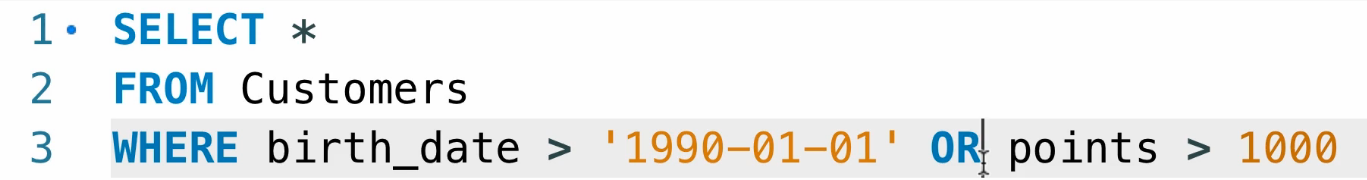 1 SELECT *
2 FROM Customers
3 WHERE birth_date > '1990-01-01' OR points > 1000